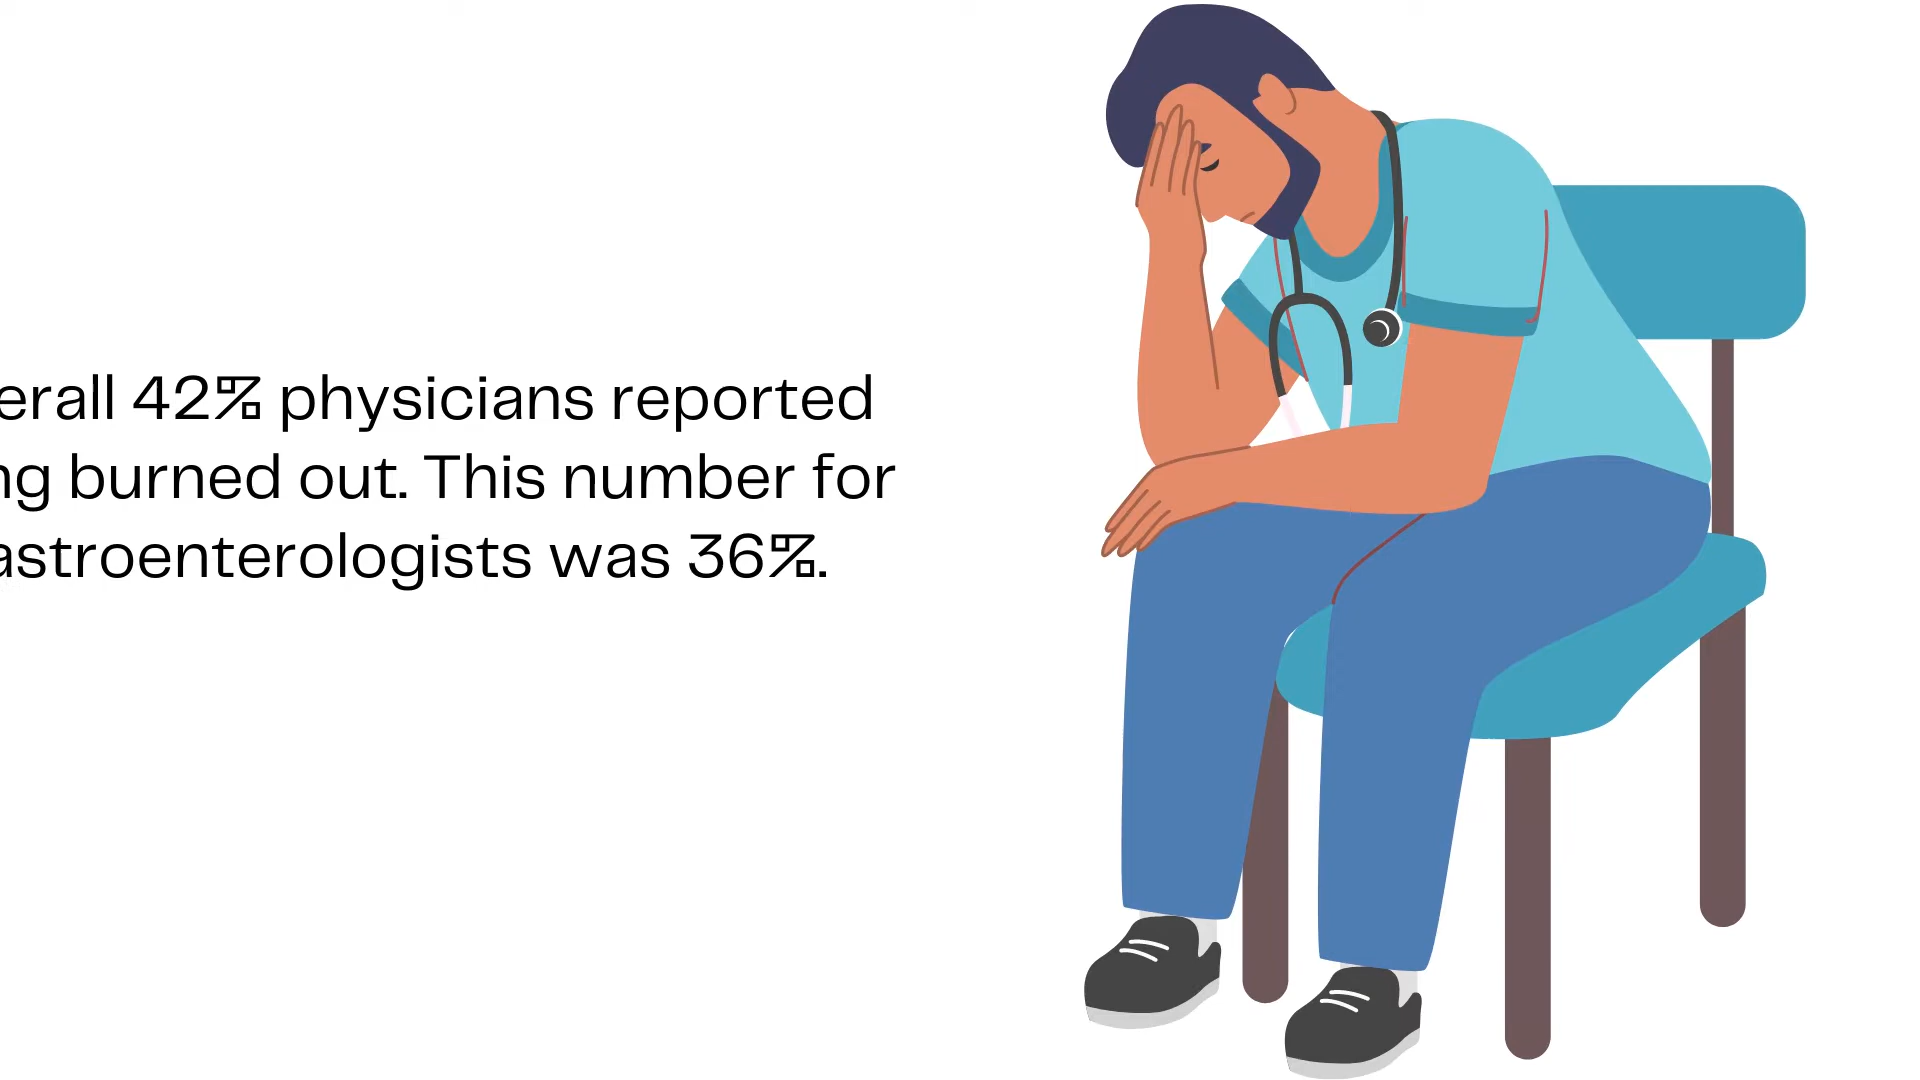 erall 42% physicians reported
ng burned out. This number for
astroenterologists was 36%.